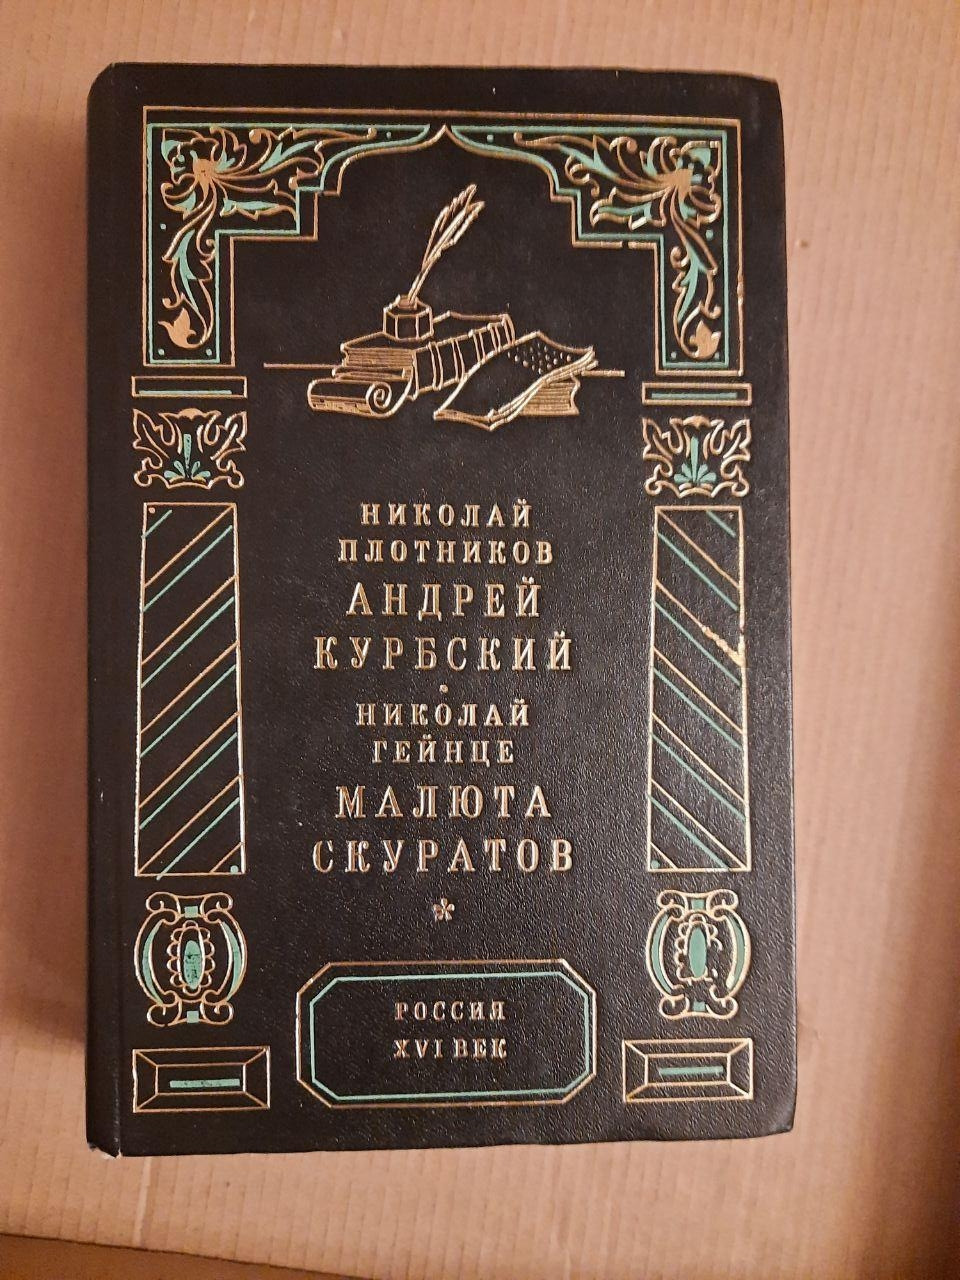 НИКОЛАЙ
ПЛОТНИКОВ
АНДРЕЙ
КУРБСКИЙ
НИКОЛАЙ
ГЕЙНЦЕ
МАЛЮТА
СКУРАТОВ
РОССИЯ
XVI ВЕК